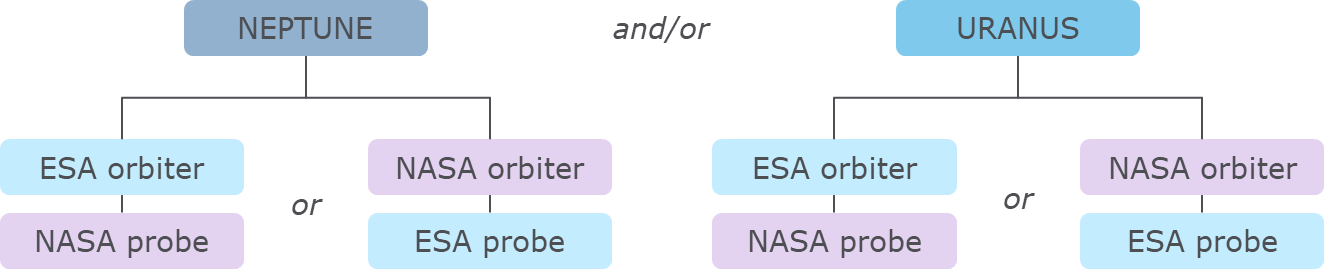 NEPTUNE
and/or
URANUS
ESA orbiter
NASA probe
or
NASA orbiter
ESA probe
ESA orbiter
NASA probe
or
NASA orbiter
ESA probe